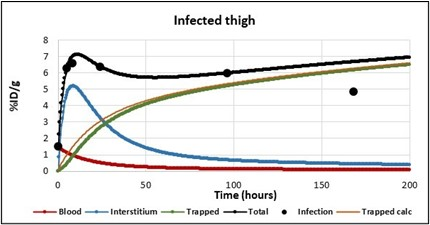 Infected thigh
%ID/g
8
7
6
5
4
3
2
1
0
0 50 100 150 200
Time (hours)
Blood Interstitium Trapped Total Infection Trapped calc